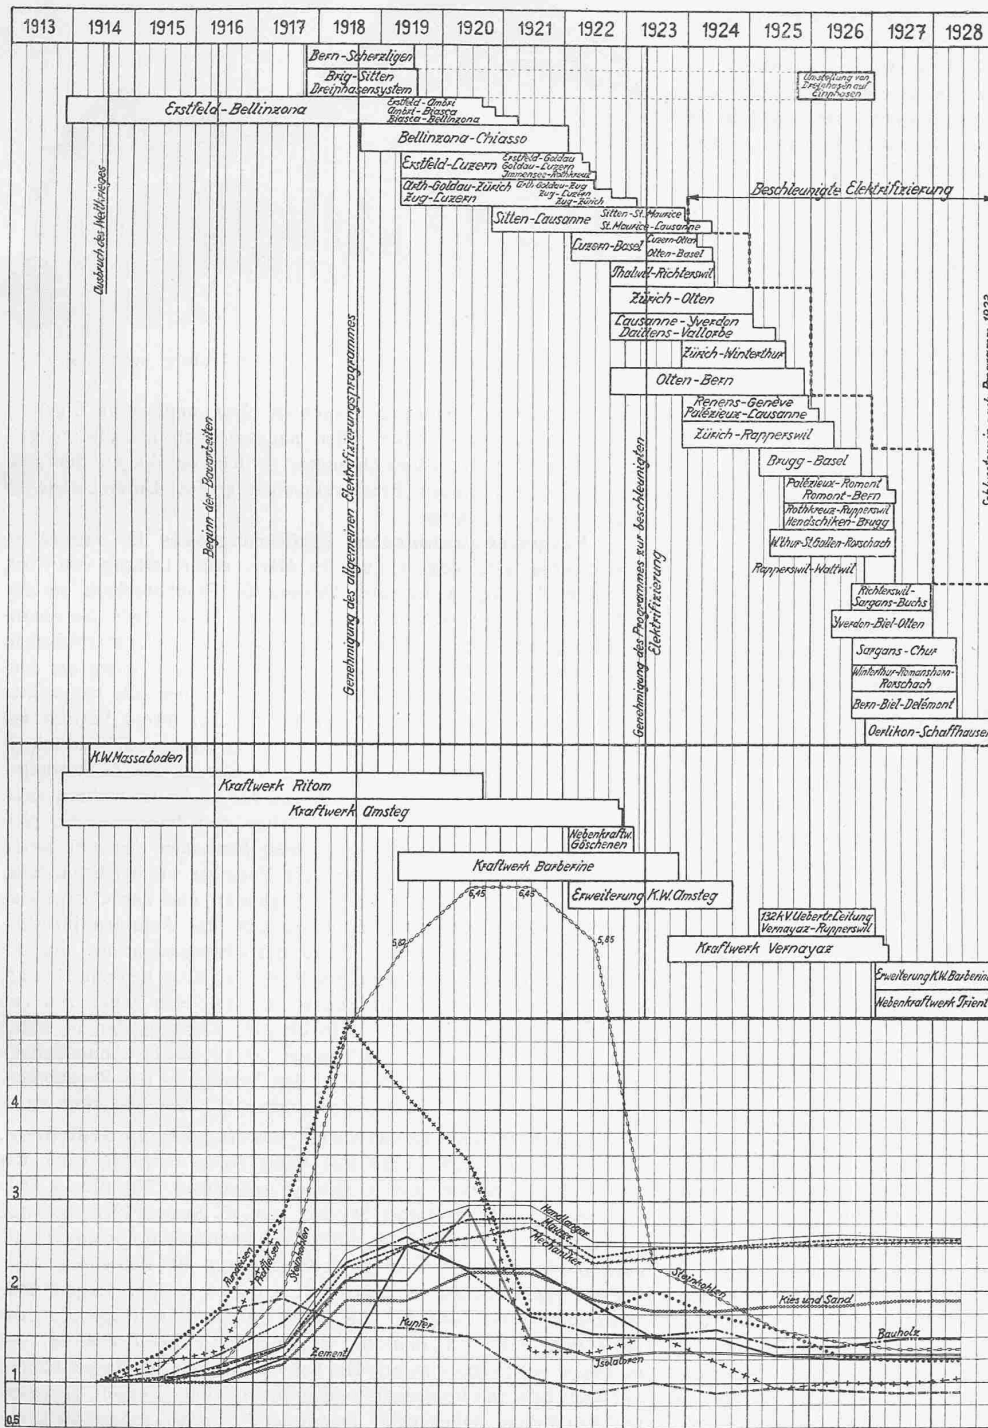 1913 1914 1915 1916 1917 1918 1919 1920 1921 1922 1923 1924 1925 1926 1927 1928
Bern-Scherzligen
Brig-Sitten
Dreiphasensystem
Umstellung von
Dreiphasen auf
Einphasen
Erstfeld-Bellinzona
Erstfeld-Ambri
Ambri-Biasca
Biasca-Bellinzona
Bellinzona-Chiasso
Erstfeld-Luzern
Erstfeld-Goldau
Goldau-Luzern
Immensee-Rothkreuz
Arth-Goldau-Zürich
Zug-Luzern
Arth Goldau-Zug
Zug-Luzern
Zug-Zürich
Beschleunigte Elektrifizierung
Sitten-Lausanne
Sitten-St.Maurice
St.Maurice-Lausanne
Luzern-Basel
Luzern-Olten
Olten-Basel
Thalwil-Richterswil
Zürich-Olten
Lausanne-Yverdon
Daillens-Vallorbe
Zürich-Winterthur
Olten-Bern
Renens-Genève
Palézieux-Lausanne
Zürich-Rapperswil
Brugg-Basel
Palézieux-Romont
Romont-Bern
Rothkreuz-Rupperswil
Hendschiken-Brugg
W'thur-St.Gallen-Rorschach
Rapperswil-Wattwil
Richterswil-
Sargans-Buchs
Yverdon-Biel-Olten
Sargans-Chur
Winterthur-Romanshorn-
Rorschach
Bern-Biel-Delémont
Oerlikon-Schaffhausen
Ausbruch des Weltkrieges
Beginn der Bauarbeiten
Genehmigung des allgemeinen Elektrifizierungsprogrammes
Genehmigung des Programmes zur beschleunigten
Elektrifizierung
K.W. Massaboden
Kraftwerk Ritom
Kraftwerk Amsteg
Nebenkraftw.
Göschenen
Kraftwerk Barberine
Erweiterung K.W. Amsteg
132 kV. Uebertr. Leitung
Vernayaz-Rupperswil
Kraftwerk Vernayaz
Erweiterung K.W. Barberine
Nebenkraftwerk Trient
5,82
6,45
6,45
5,85
4
3
2
1
0,5
Rundeisen
Profileisen
Steinkohlen
Handlanger
Maurer
Mechaniker
Steinkohlen
Kies und Sand
Kupfer
Zement
Isolatoren
Bauholz